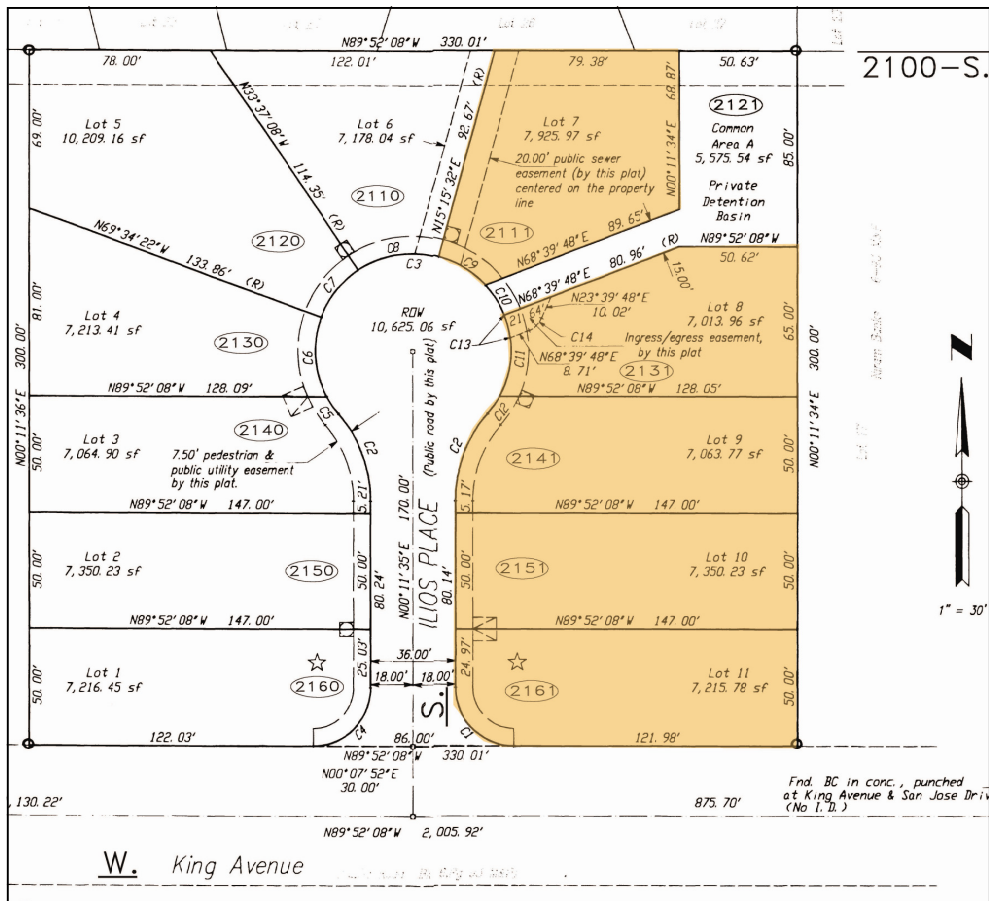 N89°52'08"W 330.01'
78.00'
122.01'
79.38'
50.63'
2100-S.
Lot 5
10,209.16 sf
69.00'
N33°37'08"W
114.35' (R)
Lot 6
7,178.04 sf
N15°15'32"E 92.67' (R)
Lot 7
7,925.97 sf
20.00' public sewer
easement (by this plat)
centered on the property
line
N00°11'34"E 68.87'
2121
Common
Area A
5,575.54 sf
Private
Detention
Basin
85.00'
2110
2111
2120
N69°34'22"W
133.86' (R)
N68°39'48"E 89.65'
N68°39'48"E 80.96' (R)
N89°52'08"W
50.62'
15.00'
C8
C3
C9
C10
C7
ROW
10,625.06 sf
N23°39'48"E
10.02'
21.64'
C13
C14
N68°39'48"E
8.71'
Ingress/egress easement,
by this plat
Lot 8
7,013.96 sf
65.00'
81.00'
Lot 4
7,213.41 sf
2130
C6
C11
2131
N00°11'36"E 300.00'
N00°11'34"E 300.00'
N89°52'08"W 128.09'
N89°52'08"W 128.05'
C5
C12
2140
Lot 3
7,064.90 sf
7.50' pedestrian &
public utility easement
by this plat.
C2
C2
2141
Lot 9
7,063.77 sf
50.00'
50.00'
5.21'
5.17'
N89°52'08"W 147.00'
N89°52'08"W 147.00'
N00°11'35"E 170.00'
S. ILIOS PLACE (Public road by this plat)
Lot 2
7,350.23 sf
2150
50.00'
50.00'
80.24'
80.14'
50.00'
2151
Lot 10
7,350.23 sf
50.00'
N89°52'08"W 147.00'
N89°52'08"W 147.00'
1" = 30'
Lot 1
7,216.45 sf
50.00'
2160
25.03'
36.00'
18.00'
18.00'
24.97'
2161
Lot 11
7,215.78 sf
50.00'
C4
C1
122.03'
86.00'
121.98'
N89°52'08"W 330.01'
N00°07'52"E
30.00'
130.22'
875.70'
Fnd. BC in conc., punched
at King Avenue & San Jose Driv
(No I.D.)
N89°52'08"W 2,005.92'
W. King Avenue